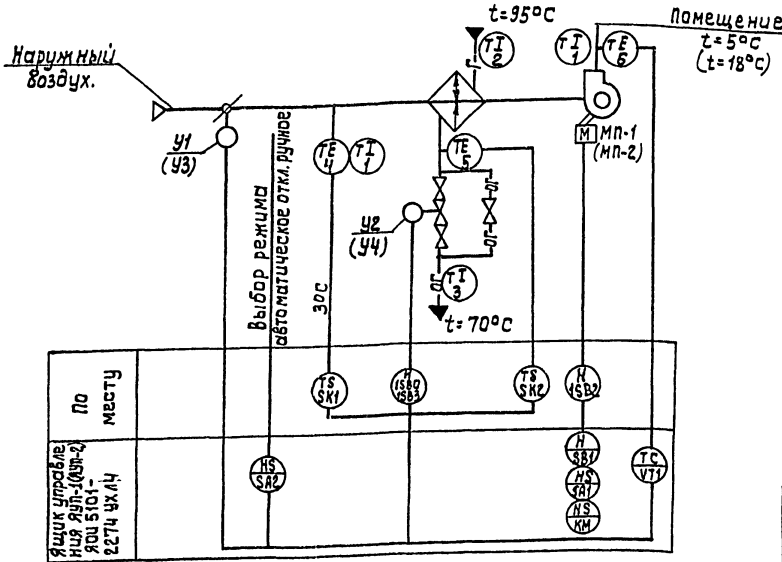 t=95°С
Помещение
t=5°С
(t=18°С)
Наружный
воздух.
TI
2
TI
1
TE
6
У1
(У3)
TE
4
TI
1
TE
5
М
МП-1
(МП-2)
У2
(У4)
Выбор режима
автоматическое откл. ручное
3°С
TI
3
t=70°С
По
месту
TS
SK1
H
1SB3
TS
SK2
H
1SB2
Ящик управле
ния ЯУП-1(ЯУП-2)
ЯОИ 5101-
2274 УХЛ4
HS
SA2
H
SB1
HS
SA1
HS
KM
TC
VT1